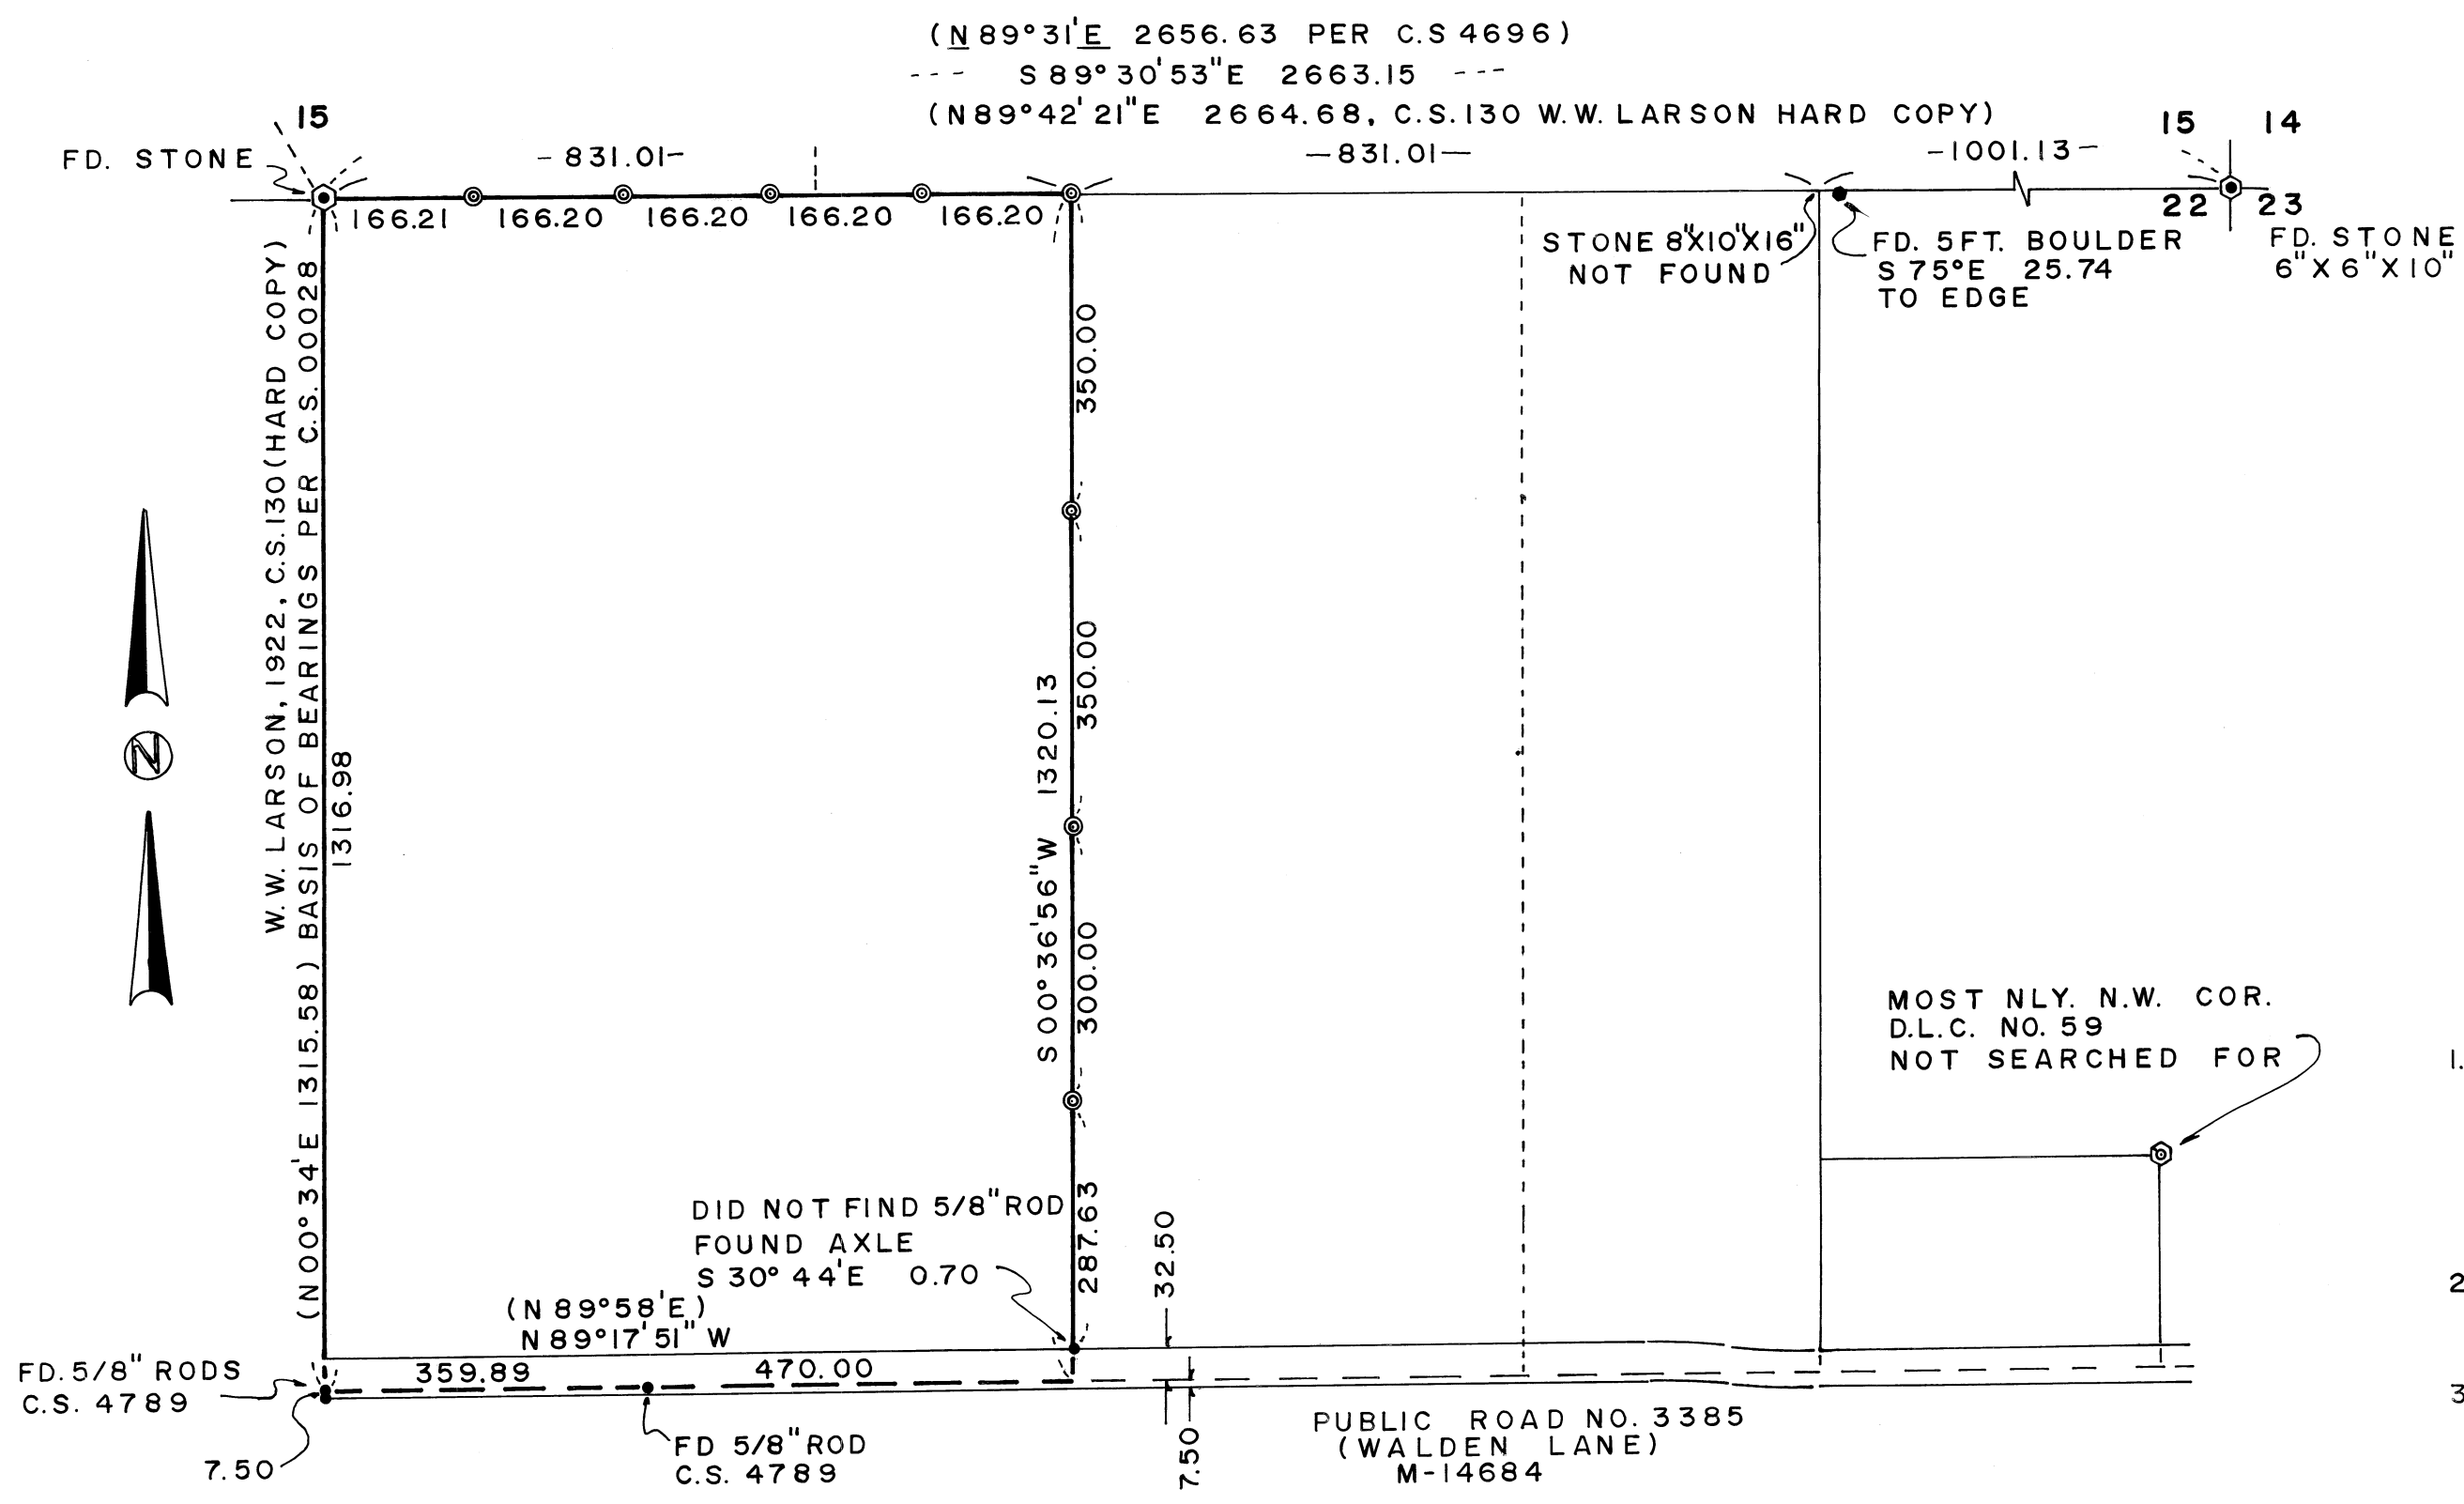 (N 89°31'E 2656.63 PER C.S 4696)
--- S 89°30'53"E 2663.15 ---
(N89°42'21"E 2664.68, C.S.130 W.W. LARSON HARD COPY)
15
15 14
FD. STONE
-831.01-
-831.01-
-1001.13-
166.21 166.20 166.20 166.20 166.20
22 23
STONE 8"X10"X16"
NOT FOUND
FD. 5FT. BOULDER
S 75°E 25.74
TO EDGE
FD. STONE
6"X6"X10"
W.W. LARSON, 1922, C.S.130 (HARD COPY)
(N 00°34'E 1315.58) BASIS OF BEARINGS PER C.S. 00028
1316.98
350.00
350.00
S 00°36'56"W 1320.13
300.00
287.63
N
MOST NLY. N.W. COR.
D.L.C. NO. 59
NOT SEARCHED FOR
1.
2
3
DID NOT FIND 5/8" ROD
FOUND AXLE
S 30°44'E 0.70
32.50
(N 89°58'E)
N 89°17'51" W
359.89 470.00
FD. 5/8" RODS
C.S. 4789
7.50
FD 5/8" ROD
C.S. 4789
7.50
PUBLIC ROAD NO. 3385
(WALDEN LANE)
M-14684